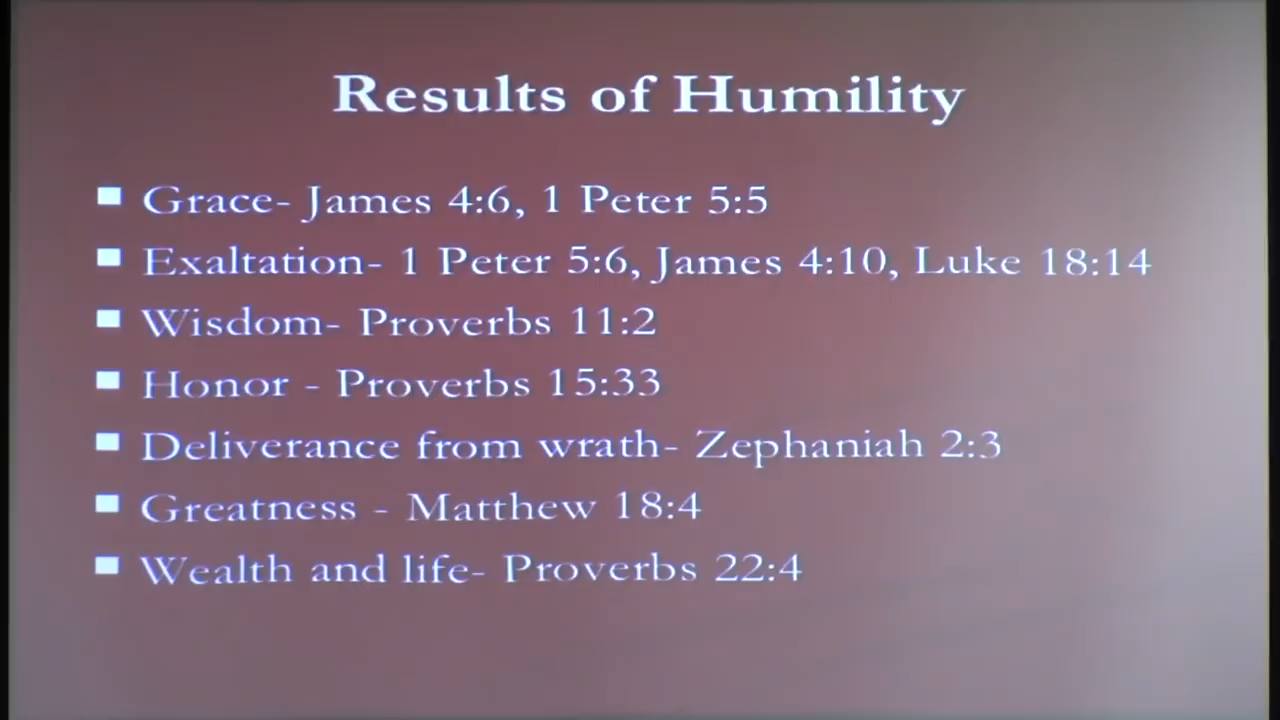 Results of Humility
Grace- James 4:6, 1 Peter 5:5
Exaltation- 1 Peter 5:6, James 4:10, Luke 18:14
Wisdom- Proverbs 11:2
Honor - Proverbs 15:33
Deliverance from wrath- Zephaniah 2:3
Greatness - Matthew 18:4
Wealth and life- Proverbs 22:4